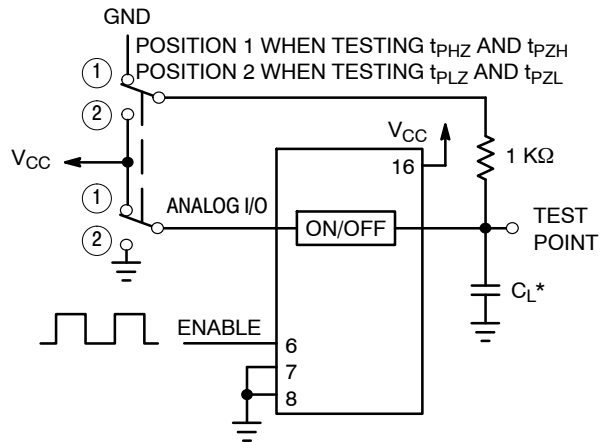 GND
POSITION 1 WHEN TESTING tPHZ AND tPZH
1
POSITION 2 WHEN TESTING tPLZ AND tPZL
2
VCC
VCC
16
1 KΩ
1
ANALOG I/O
ON/OFF
TEST
POINT
2
CL*
ENABLE
6
7
8